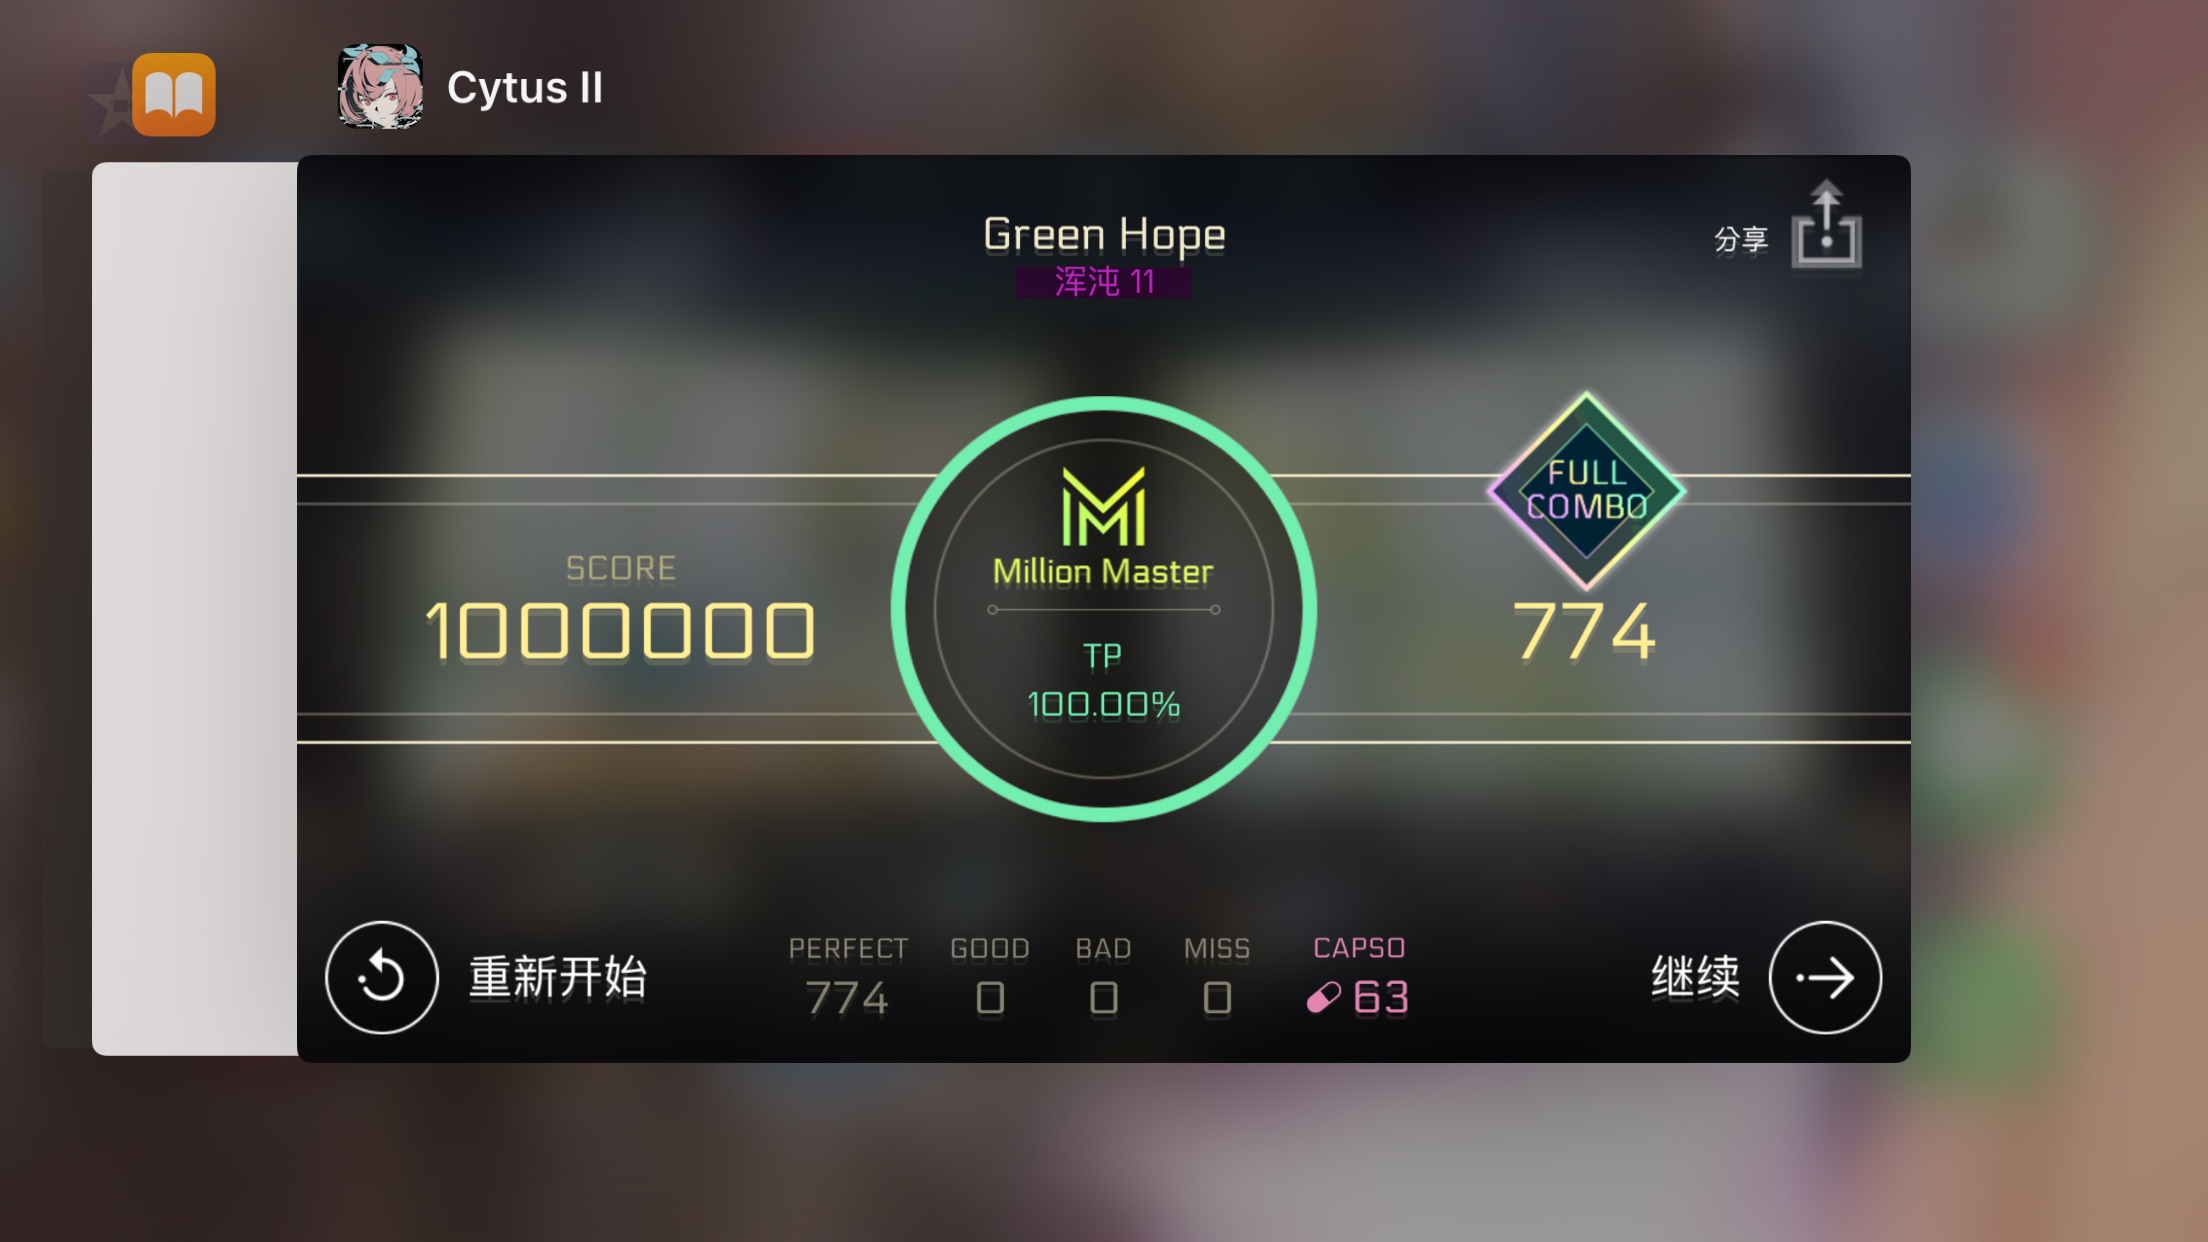 Cytus II
Green Hope
浑沌 11
分享
FULL
COMBO
SCORE
1000000
Million Master
TP
100.00%
774
重新开始
PERFECT GOOD BAD MISS CAPSO
774 0 0 0 63
继续